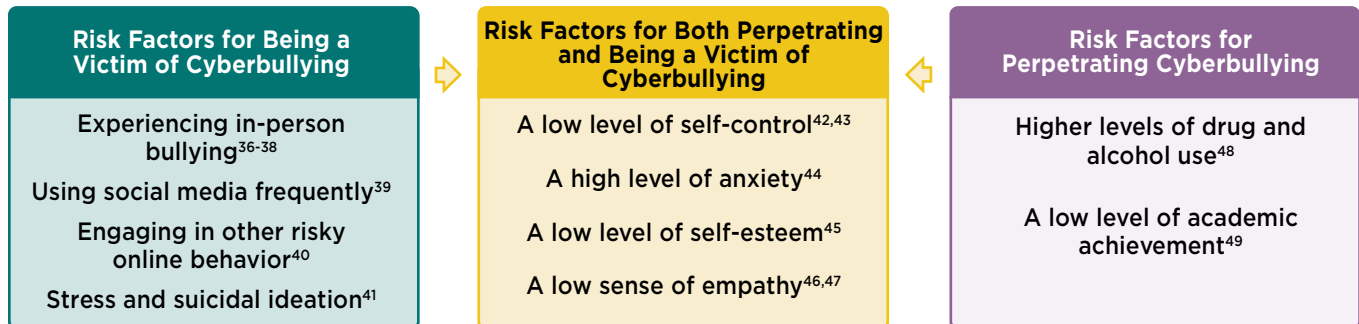 Risk Factors for Being a
Victim of Cyberbullying
Experiencing in-person
bullying36-38
Using social media frequently39
Engaging in other risky
online behavior40
Stress and suicidal ideation41
Risk Factors for Both Perpetrating
and Being a Victim of
Cyberbullying
A low level of self-control42,43
A high level of anxiety44
A low level of self-esteem45
A low sense of empathy46,47
Risk Factors for
Perpetrating Cyberbullying
Higher levels of drug and
alcohol use48
A low level of academic
achievement49